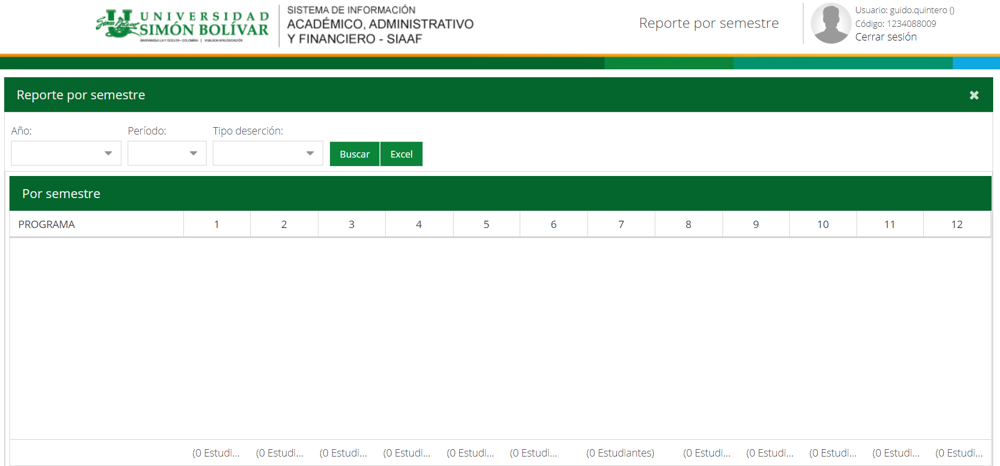 UNIVERSIDAD
SIMÓN BOLÍVAR
BARRANQUILLA Y CÚCUTA - COLOMBIA | VIGILADA MINEDUCACIÓN
SISTEMA DE INFORMACIÓN
ACADÉMICO, ADMINISTRATIVO
Y FINANCIERO - SIAAF
Reporte por semestre
Usuario: guido.quintero ()
Código: 1234088009
Cerrar sesión
Reporte por semestre
Año: Período: Tipo deserción:
Buscar Excel
Por semestre
PROGRAMA 1 2 3 4 5 6 7 8 9 10 11 12
(0 Estudi... (0 Estudi... (0 Estudi... (0 Estudi... (0 Estudi... (0 Estudi... (0 Estudiantes) (0 Estudi... (0 Estudi... (0 Estudi... (0 Estudi... (0 Estudi...